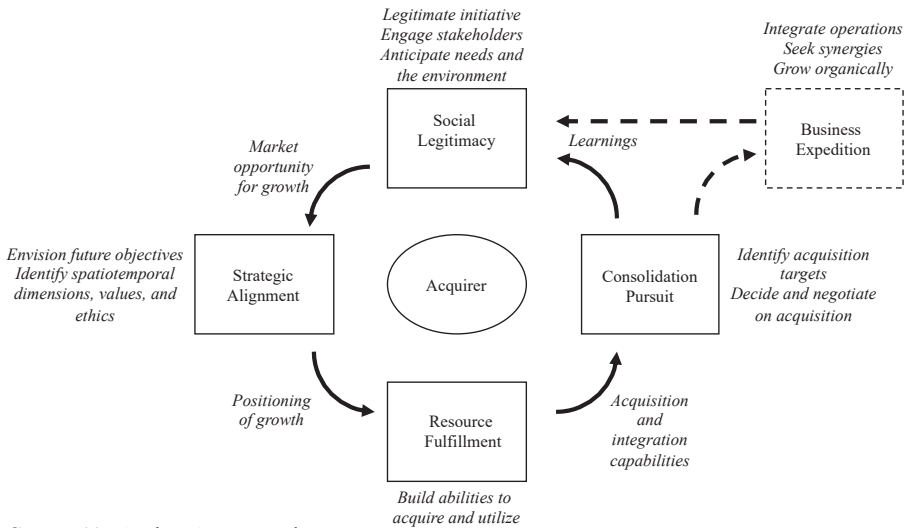 Legitimate initiative
Engage stakeholders
Anticipate needs and
the environment
Integrate operations
Seek synergies
Grow organically
Social
Legitimacy
Business
Expedition
Learnings
Market
opportunity
for growth
Envision future objectives
Identify spatiotemporal
dimensions, values, and
ethics
Strategic
Alignment
Acquirer
Consolidation
Pursuit
Identify acquisition
targets
Decide and negotiate
on acquisition
Positioning
of growth
Resource
Fulfillment
Acquisition
and
integration
capabilities
Build abilities to
acquire and utilize